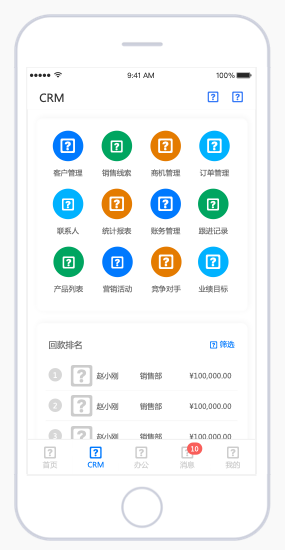 9:41 AM 100%
CRM
客户管理 销售线索 商机管理 订单管理
联系人 统计报表 账务管理 跟进记录
产品列表 营销活动 竞争对手 业绩目标
回款排名 筛选
1 赵小刚 销售部 ¥100,000.00
2 赵小刚 销售部 ¥100,000.00
3 赵小刚 销售部 ¥100,000.00
10
首页 CRM 办公 消息 我的